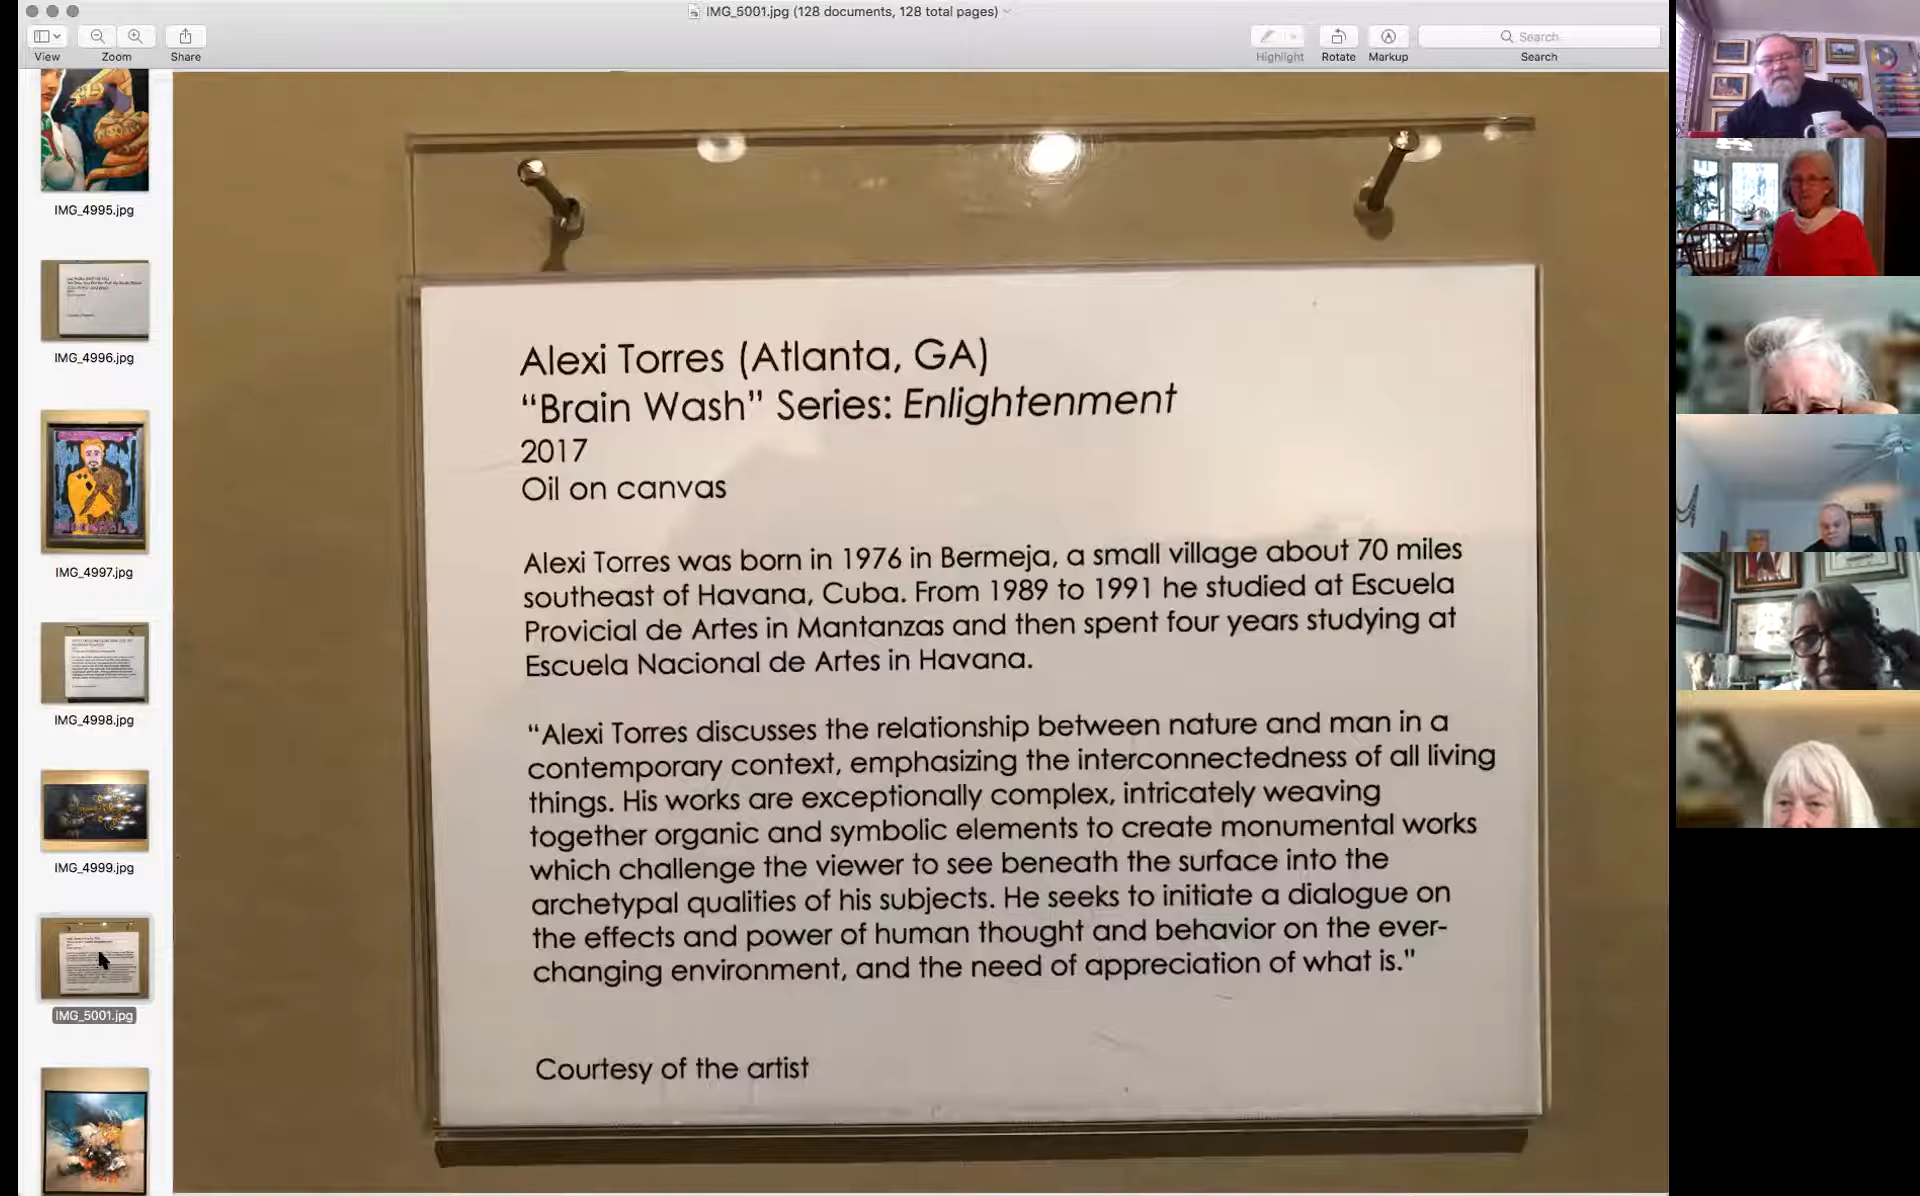 IMG_5001.jpg (128 documents, 128 total pages)
View
Zoom
Share
Highlight
Rotate
Markup
Search
Search
IMG_4995.jpg
IMG_4996.jpg
IMG_4997.jpg
IMG_4998.jpg
IMG_4999.jpg
IMG_5001.jpg
Alexi Torres (Atlanta, GA)
“Brain Wash” Series: Enlightenment
2017
Oil on canvas
Alexi Torres was born in 1976 in Bermeja, a small village about 70 miles
southeast of Havana, Cuba. From 1989 to 1991 he studied at Escuela
Provicial de Artes in Mantanzas and then spent four years studying at
Escuela Nacional de Artes in Havana.
“Alexi Torres discusses the relationship between nature and man in a
contemporary context, emphasizing the interconnectedness of all living
things. His works are exceptionally complex, intricately weaving
together organic and symbolic elements to create monumental works
which challenge the viewer to see beneath the surface into the
archetypal qualities of his subjects. He seeks to initiate a dialogue on
the effects and power of human thought and behavior on the ever-
changing environment, and the need of appreciation of what is.”
Courtesy of the artist